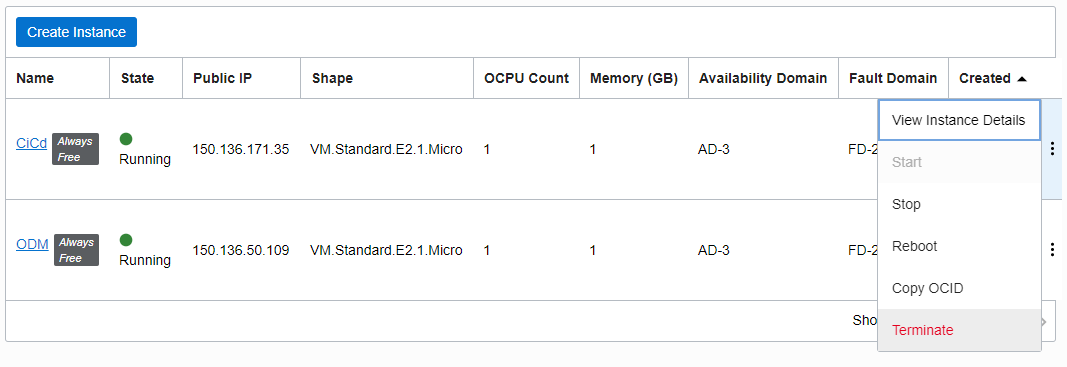 Create Instance
Name State Public IP Shape OCPU Count Memory (GB) Availability Domain Fault Domain Created
CiCd Always Free Running 150.136.171.35 VM.Standard.E2.1.Micro 1 1 AD-3 FD-2
ODM Always Free Running 150.136.50.109 VM.Standard.E2.1.Micro 1 1 AD-3 FD-2
View Instance Details
Start
Stop
Reboot
Copy OCID
Terminate